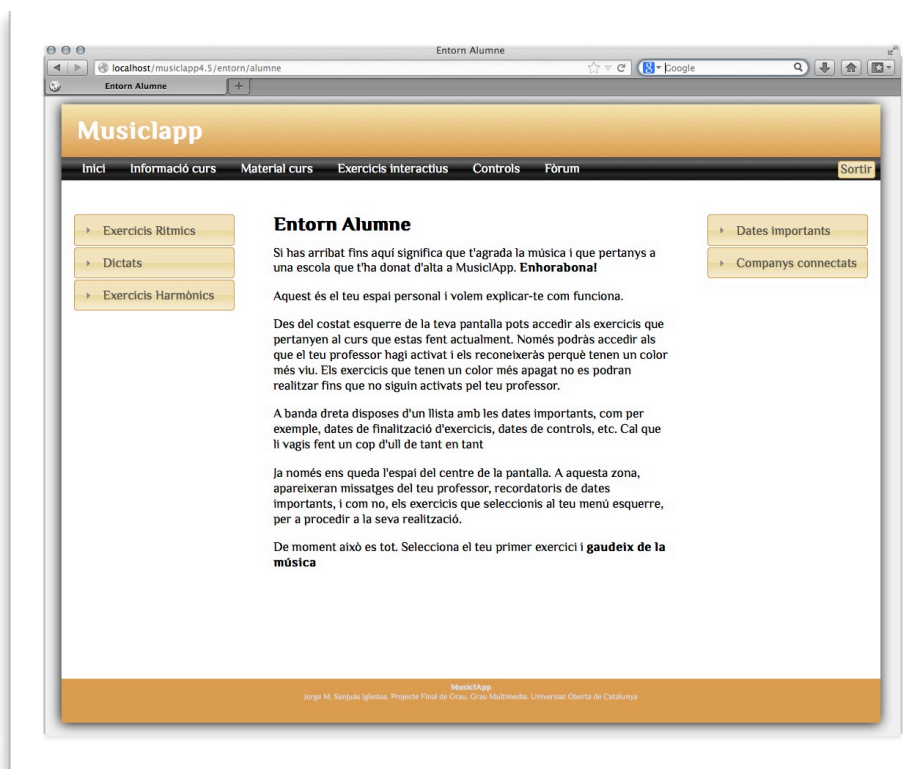 Entorn Alumne
localhost/musiclapp4.5/entorn/alumne
Google
Entorn Alumne
Musiclapp
Inici Informació curs Material curs Exercicis interactius Controls Fòrum Sortir
Exercicis Ritmics
Dictats
Exercicis Harmònics
Entorn Alumne
Si has arribat fins aquí significa que t'agrada la música i que pertanys a
una escola que t'ha donat d'alta a MusiclApp. Enhorabona!
Aquest és el teu espai personal i volem explicar-te com funciona.
Des del costat esquerre de la teva pantalla pots accedir als exercicis que
pertanyen al curs que estas fent actualment. Només podràs accedir als
que el teu professor hagi activat i els reconeixeràs perquè tenen un color
més viu. Els exercicis que tenen un color més apagat no es podran
realitzar fins que no siguin activats pel teu professor.
A banda dreta disposes d'un llista amb les dates importants, com per
exemple, dates de finalització d'exercicis, dates de controls, etc. Cal que
li vagis fent un cop d'ull de tant en tant
Ja només ens queda l'espai del centre de la pantalla. A aquesta zona,
apareixeran missatges del teu professor, recordatoris de dates
importants, i com no, els exercicis que seleccionis al teu menú esquerre,
per a procedir a la seva realització.
De moment això es tot. Selecciona el teu primer exercici i gaudeix de la
música
Dates importants
Companys connectats
MusiclApp
Jorge M. Sanjuàs Iglesias. Projecte Final de Grau. Grau Multimedia. Universitat Oberta de Catalunya